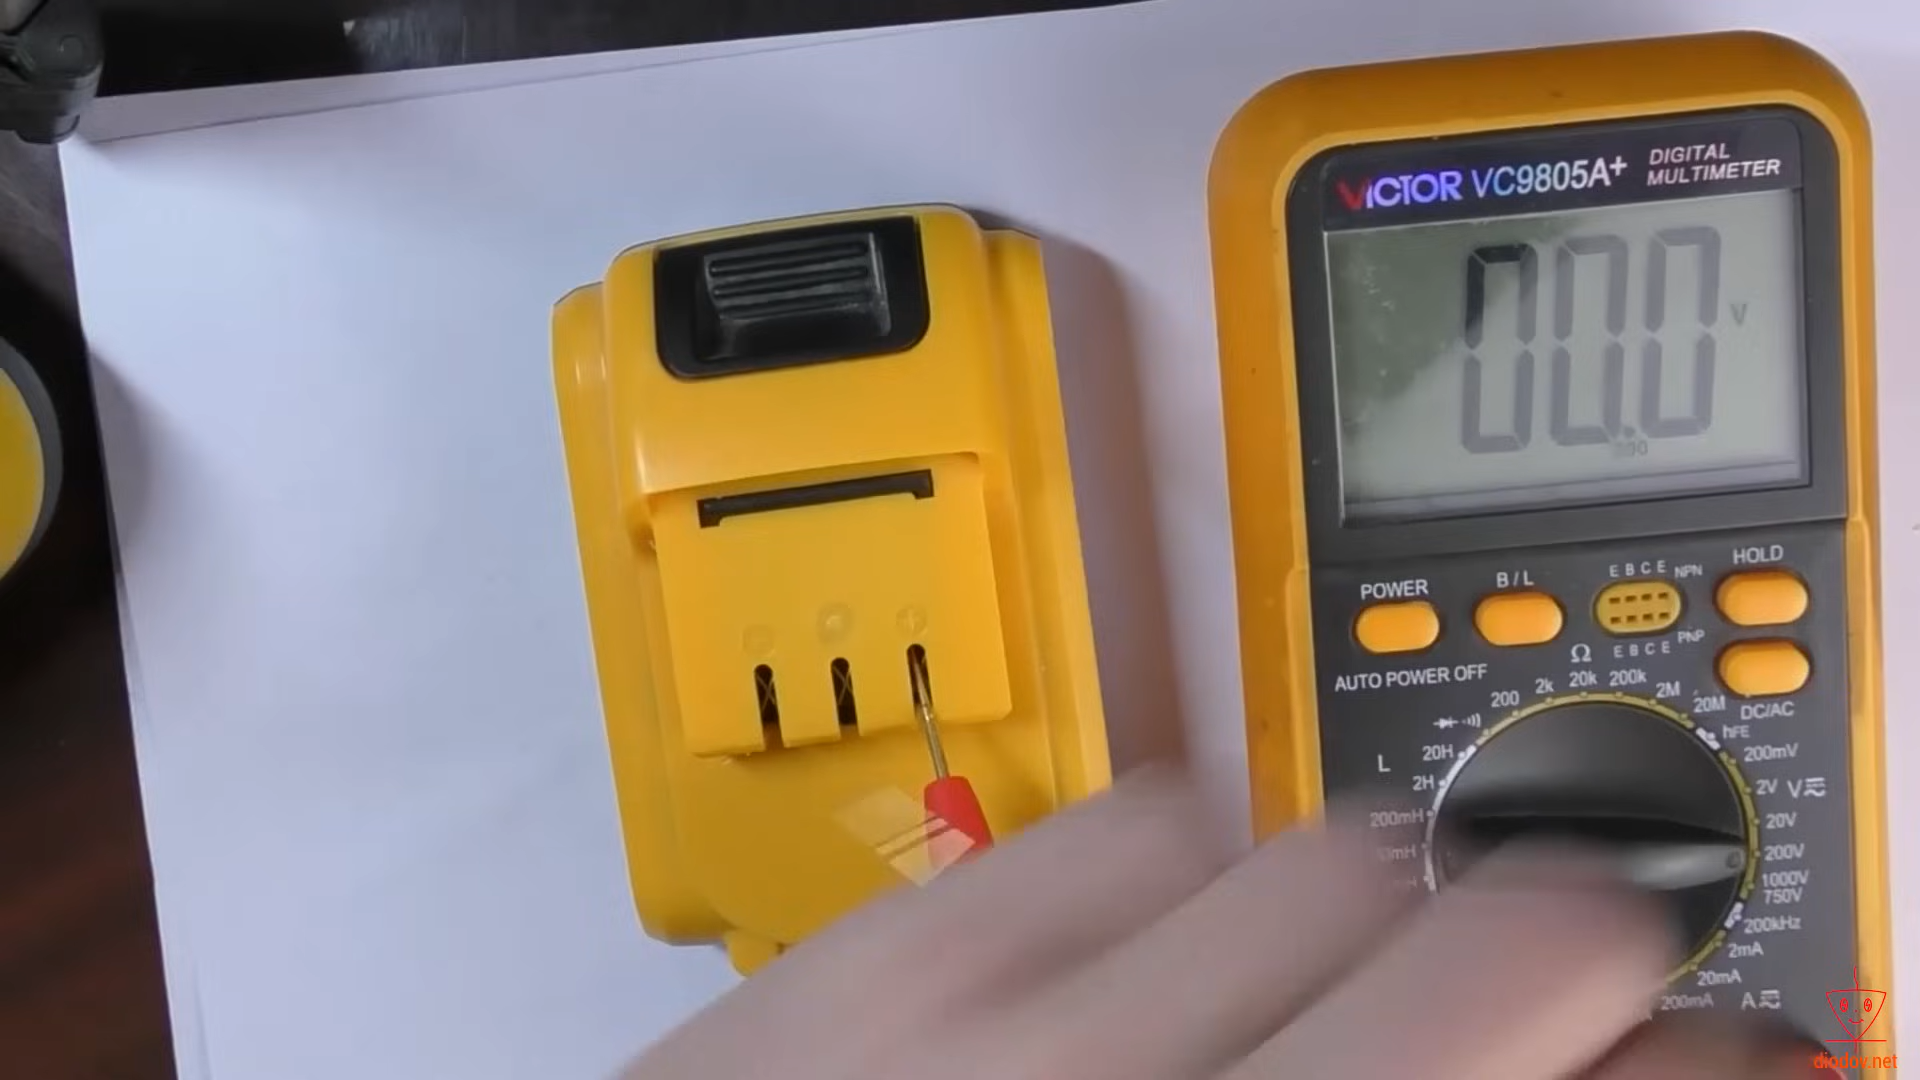 VICTOR VC9805A+ DIGITAL MULTIMETER
00.0 V
200
POWER
B / L
E B C E NPN
HOLD
E B C E PNP
AUTO POWER OFF
Ω
200 2k 20k 200k 2M 20M
DC/AC
hFE
L 20H
2H
200mH
200mV
2V V
20V
200V
1000V
750V
200kHz
2mA
20mA
200mA A
diodov.net